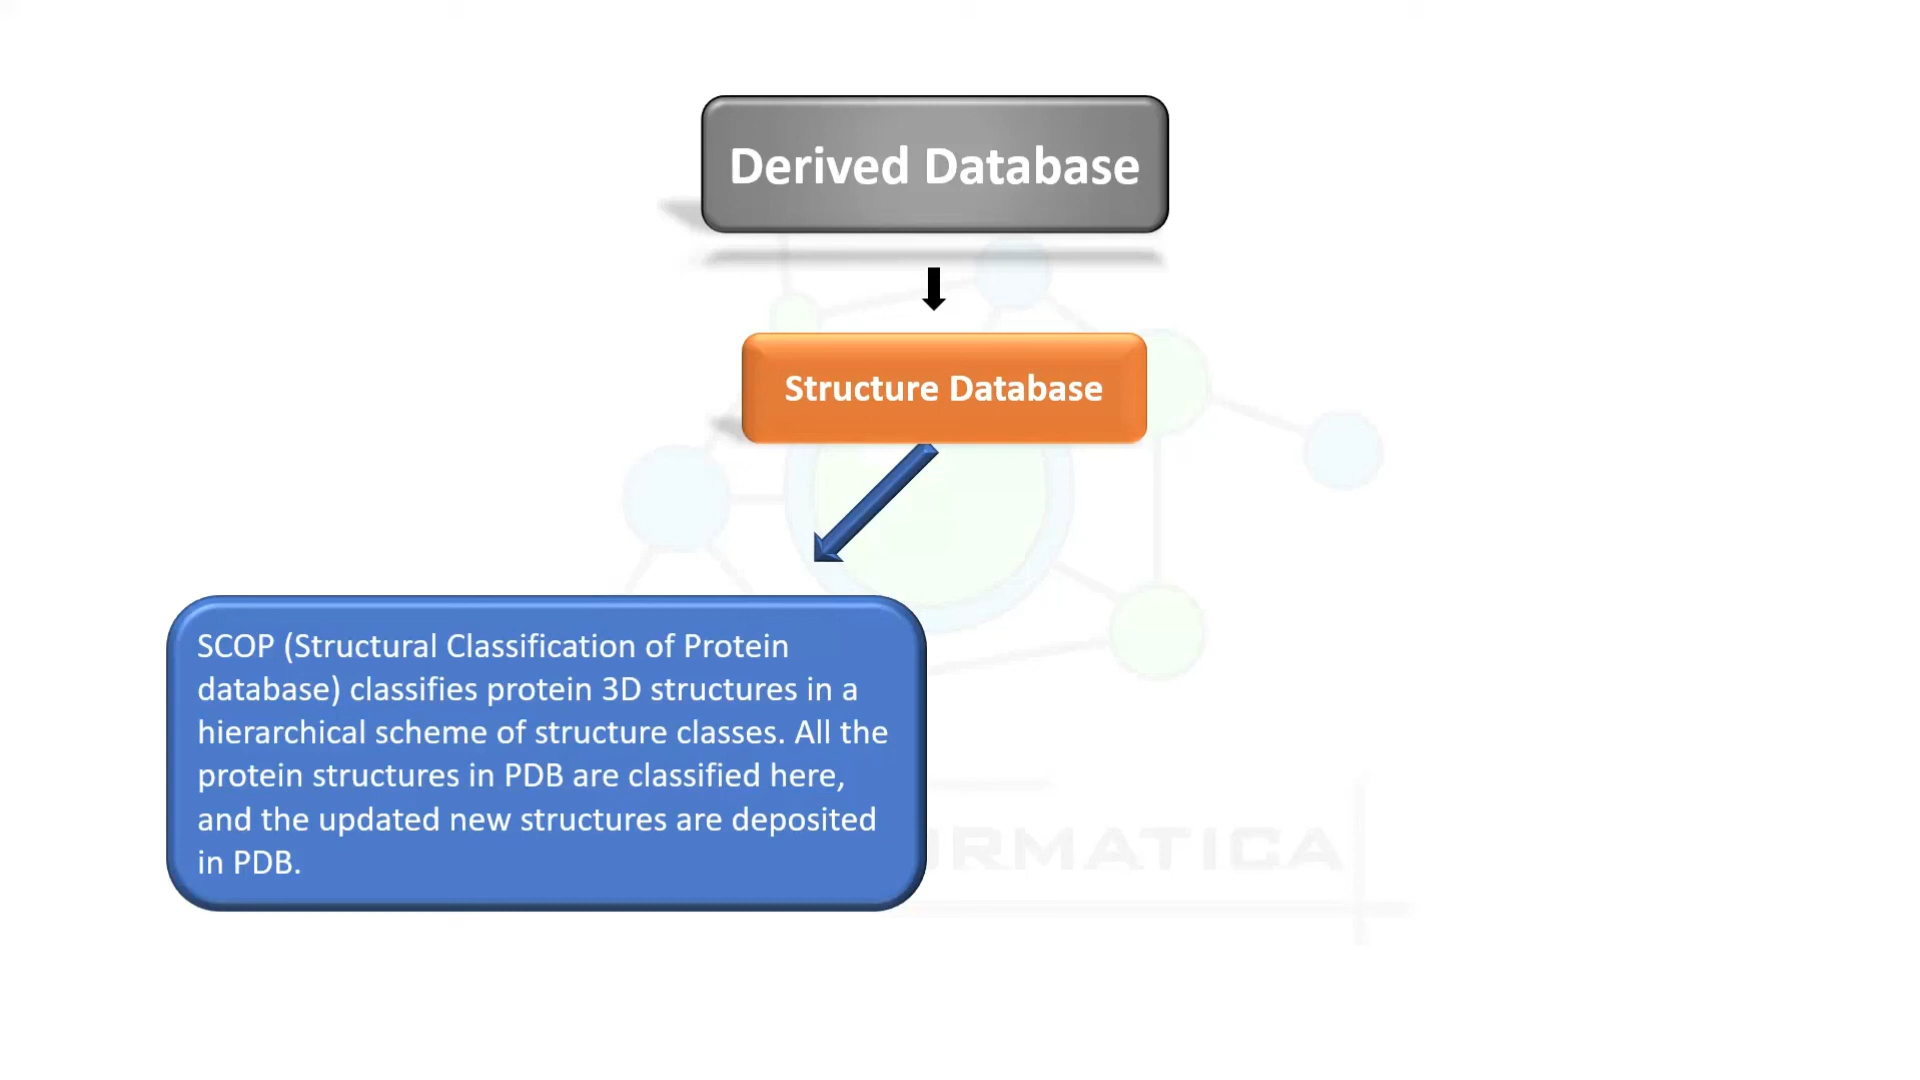 Derived Database
Structure Database
SCOP (Structural Classification of Protein
database) classifies protein 3D structures in a
hierarchical scheme of structure classes. All the
protein structures in PDB are classified here,
and the updated new structures are deposited
in PDB.
RMATICA